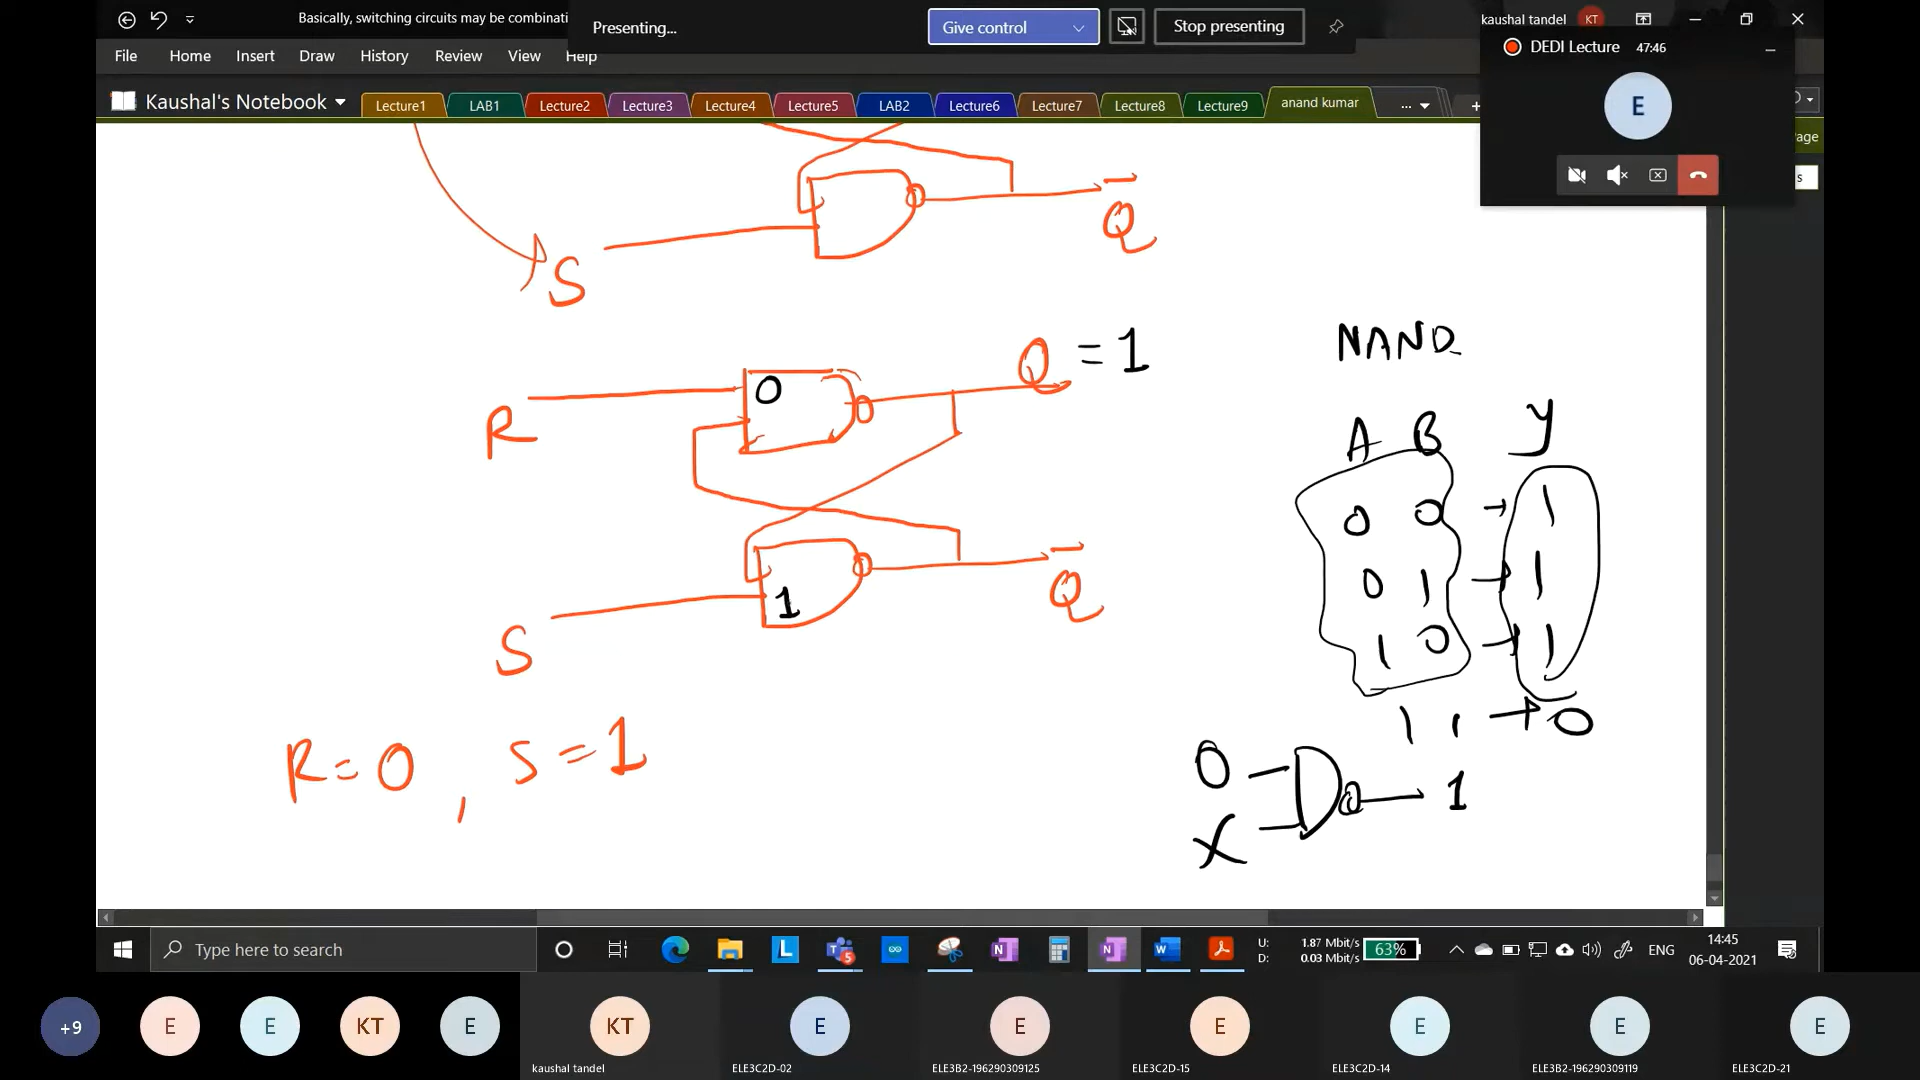 Basically, switching circuits may be combinati
Presenting...
Give control
Stop presenting
kaushal tandel
KT
DEDI Lecture 47:46
E
File Home Insert Draw History Review View Help
Kaushal's Notebook
Lecture1 LAB1 Lecture2 Lecture3 Lecture4 Lecture5 LAB2 Lecture6 Lecture7 Lecture8 Lecture9 anand kumar ... +
age
s
Q
S
R
0
Q = 1
1
S
Q
R = 0 , S = 1
NAND
A B y
0 0 → 1
0 1 → 1
1 0 → 1
1 1 → 0
0
X
1
Type here to search
U: 1.87 Mbit/s
D: 0.03 Mbit/s
63%
ENG
14:45
06-04-2021
+9 E E KT E KT E E E E E E
kaushal tandel ELE3C2D-02 ELE3B2-196290309125 ELE3C2D-15 ELE3C2D-14 ELE3B2-196290309119 ELE3C2D-21